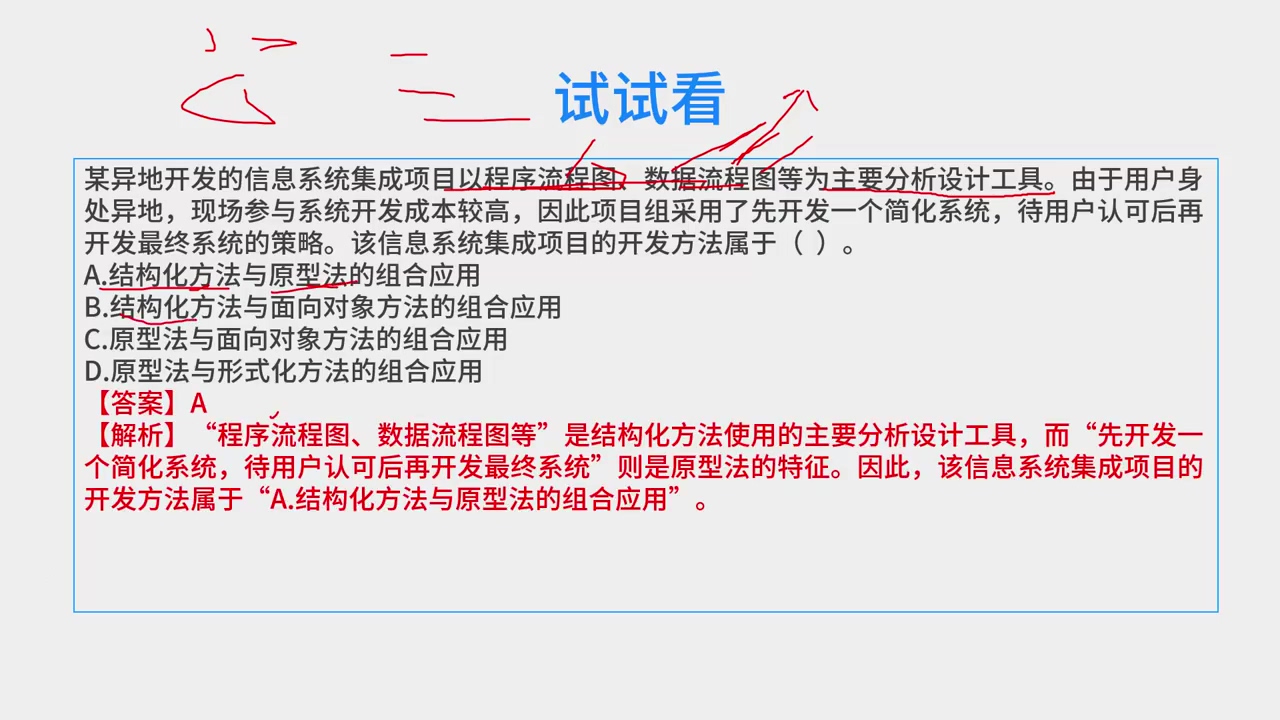 试试看
某异地开发的信息系统集成项目以程序流程图、数据流程图等为主要分析设计工具。由于用户身
处异地，现场参与系统开发成本较高，因此项目组采用了先开发一个简化系统，待用户认可后再
开发最终系统的策略。该信息系统集成项目的开发方法属于（ ）。
A.结构化方法与原型法的组合应用
B.结构化方法与面向对象方法的组合应用
C.原型法与面向对象方法的组合应用
D.原型法与形式化方法的组合应用
【答案】A
【解析】“程序流程图、数据流程图等”是结构化方法使用的主要分析设计工具，而“先开发一
个简化系统，待用户认可后再开发最终系统”则是原型法的特征。因此，该信息系统集成项目的
开发方法属于“A.结构化方法与原型法的组合应用”。